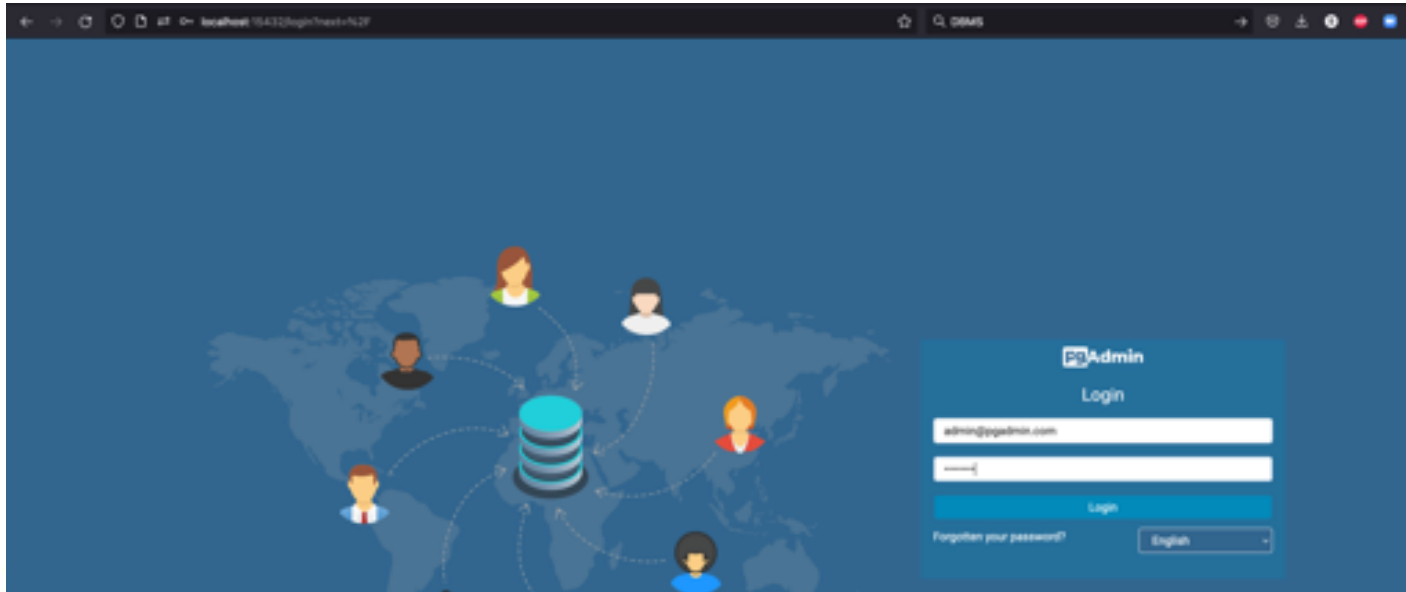 localhost:15432/login?next=%2F
DBMS
pgAdmin
Login
admin@pgadmin.com
Login
Forgotten your password?
English